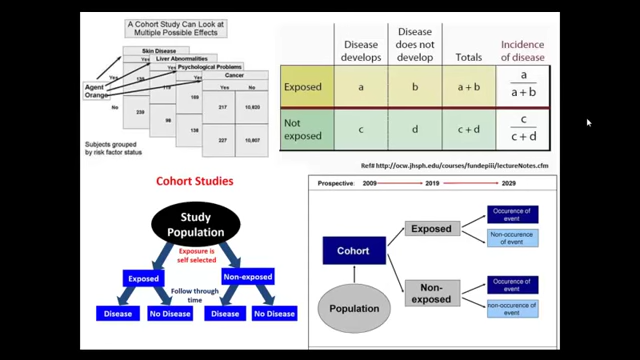 A Cohort Study Can Look at
Multiple Possible Effects
Skin Disease
Liver Abnormalities
Psychological Problems
Cancer
Yes No
Agent
Orange
Yes
No
239
98
189
138
217 10,820
227 10,807
Subjects grouped
by risk factor status
Disease
develops
Disease
does not
develop
Totals
Incidence
of disease
Exposed a b a + b a
a + b
Not
exposed
c d c + d c
c + d
Ref# http://ocw.jhsph.edu/courses/fundepiii/lectureNotes.cfm
Cohort Studies
Study
Population
Exposure is
self selected
Exposed
Non-exposed
Follow through
time
Disease
No Disease
Disease
No Disease
Prospective: 2009 2019 2029
Cohort
Population
Exposed
Non-
exposed
Occurence of
event
Non-occurence of
event
Occurence of
event
non-occurence of
event